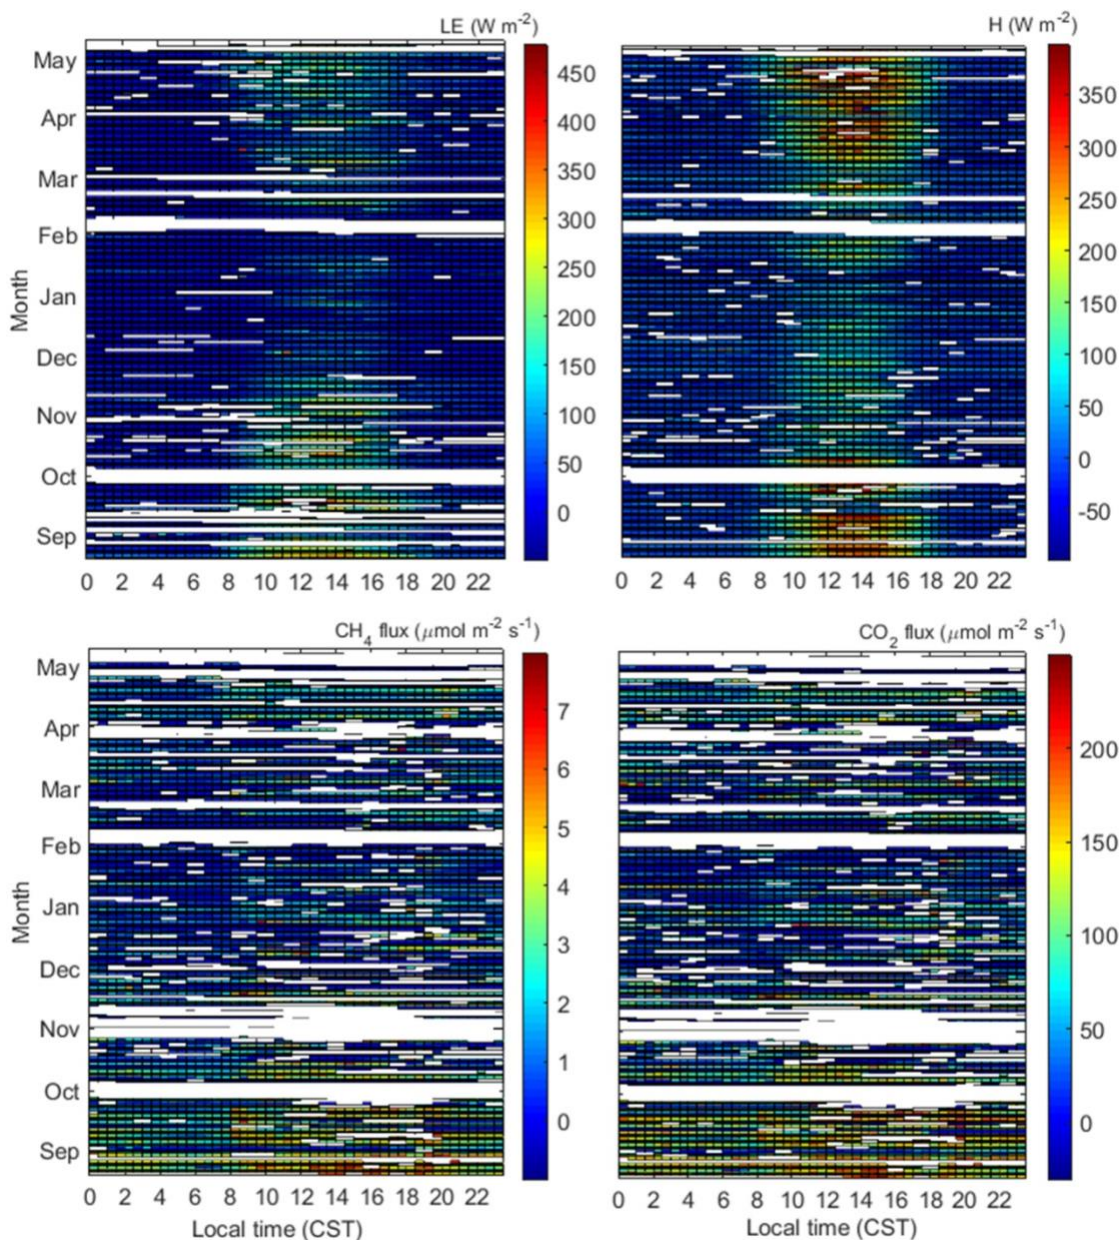 LE (W m-2)
May
Apr
Mar
Feb
Jan
Dec
Nov
Oct
Sep
Month
0 2 4 6 8 10 12 14 16 18 20 22
450
400
350
300
250
200
150
100
50
0
H (W m-2)
0 2 4 6 8 10 12 14 16 18 20 22
350
300
250
200
150
100
50
0
-50
CH4 flux (μmol m-2 s-1)
May
Apr
Mar
Feb
Jan
Dec
Nov
Oct
Sep
Month
0 2 4 6 8 10 12 14 16 18 20 22
Local time (CST)
7
6
5
4
3
2
1
0
CO2 flux (μmol m-2 s-1)
0 2 4 6 8 10 12 14 16 18 20 22
Local time (CST)
200
150
100
50
0